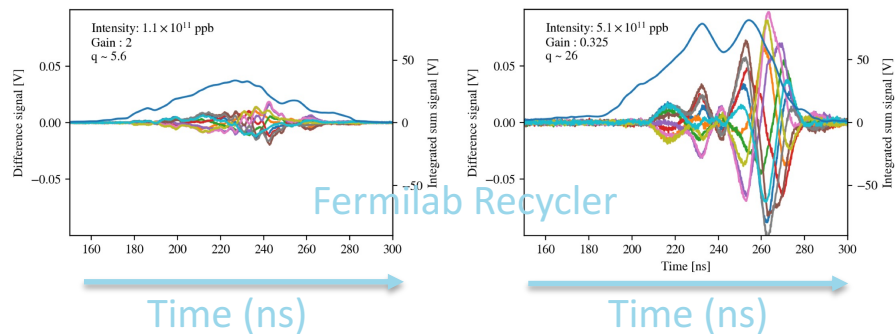 Intensity: 1.1 × 10¹¹ ppb
Gain : 2
q ~ 5.6
Difference signal [V]
0.05
0.00
−0.05
50
0
−50
Integrated sum signal [V]
160 180 200 220 240 260 280 300
Intensity: 5.1 × 10¹¹ ppb
Gain : 0.325
q ~ 26
Difference signal [V]
0.05
0.00
−0.05
50
0
−50
Integrated sum signal [V]
160 180 200 220 240 260 280 300
Time [ns]
Fermilab Recycler
Time (ns)
Time (ns)